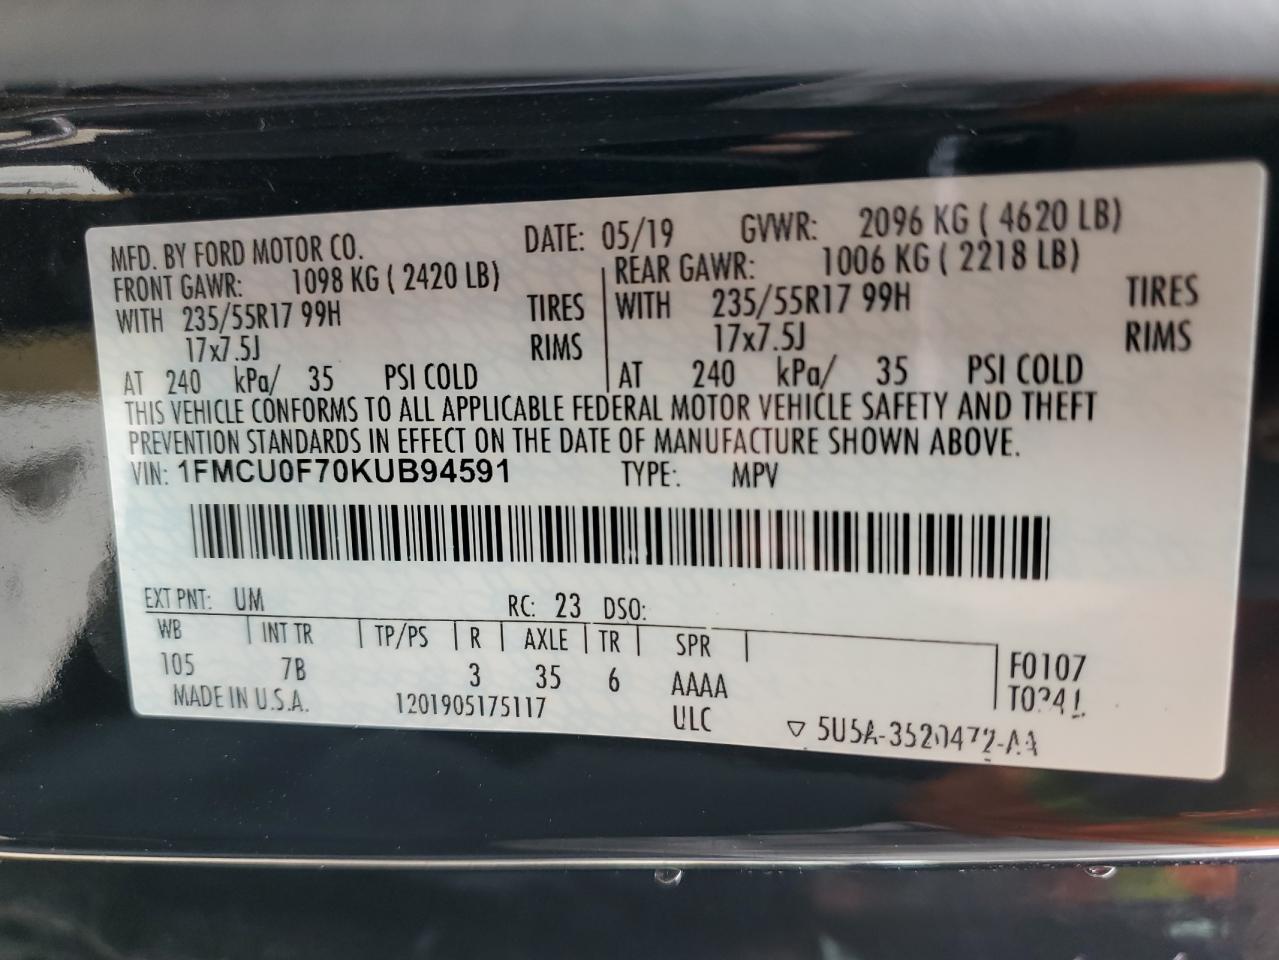 MFD. BY FORD MOTOR CO. DATE: 05/19 GVWR: 2096 KG ( 4620 LB)
FRONT GAWR: 1098 KG ( 2420 LB) REAR GAWR: 1006 KG ( 2218 LB)
WITH 235/55R17 99H TIRES WITH 235/55R17 99H TIRES
17x7.5J RIMS 17x7.5J RIMS
AT 240 kPa/ 35 PSI COLD AT 240 kPa/ 35 PSI COLD
THIS VEHICLE CONFORMS TO ALL APPLICABLE FEDERAL MOTOR VEHICLE SAFETY AND THEFT
PREVENTION STANDARDS IN EFFECT ON THE DATE OF MANUFACTURE SHOWN ABOVE.
VIN: 1FMCU0F70KUB94591 TYPE: MPV
EXT PNT: UM RC: 23 DSO:
WB INT TR TP/PS R AXLE TR SPR
105 7B 3 35 6 AAAA F0107
MADE IN U.S.A. 1201905175117 ULC